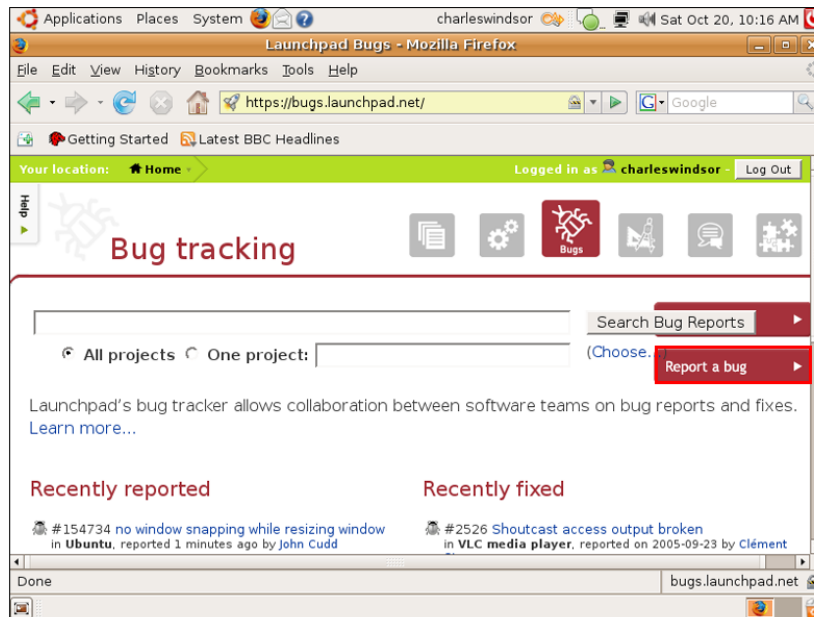 Applications Places System charleswindsor Sat Oct 20, 10:16 AM
Launchpad Bugs - Mozilla Firefox
File Edit View History Bookmarks Tools Help
https://bugs.launchpad.net/ G Google
Getting Started Latest BBC Headlines
Your location: Home Logged in as charleswindsor - Log Out
Help
Bug tracking
Bugs
Search Bug Reports
All projects One project: (Choose...
Report a bug
Launchpad's bug tracker allows collaboration between software teams on bug reports and fixes.
Learn more...
Recently reported Recently fixed
#154734 no window snapping while resizing window #2526 Shoutcast access output broken
in Ubuntu, reported 1 minutes ago by John Cudd in VLC media player, reported on 2005-09-23 by Clément
Done bugs.launchpad.net